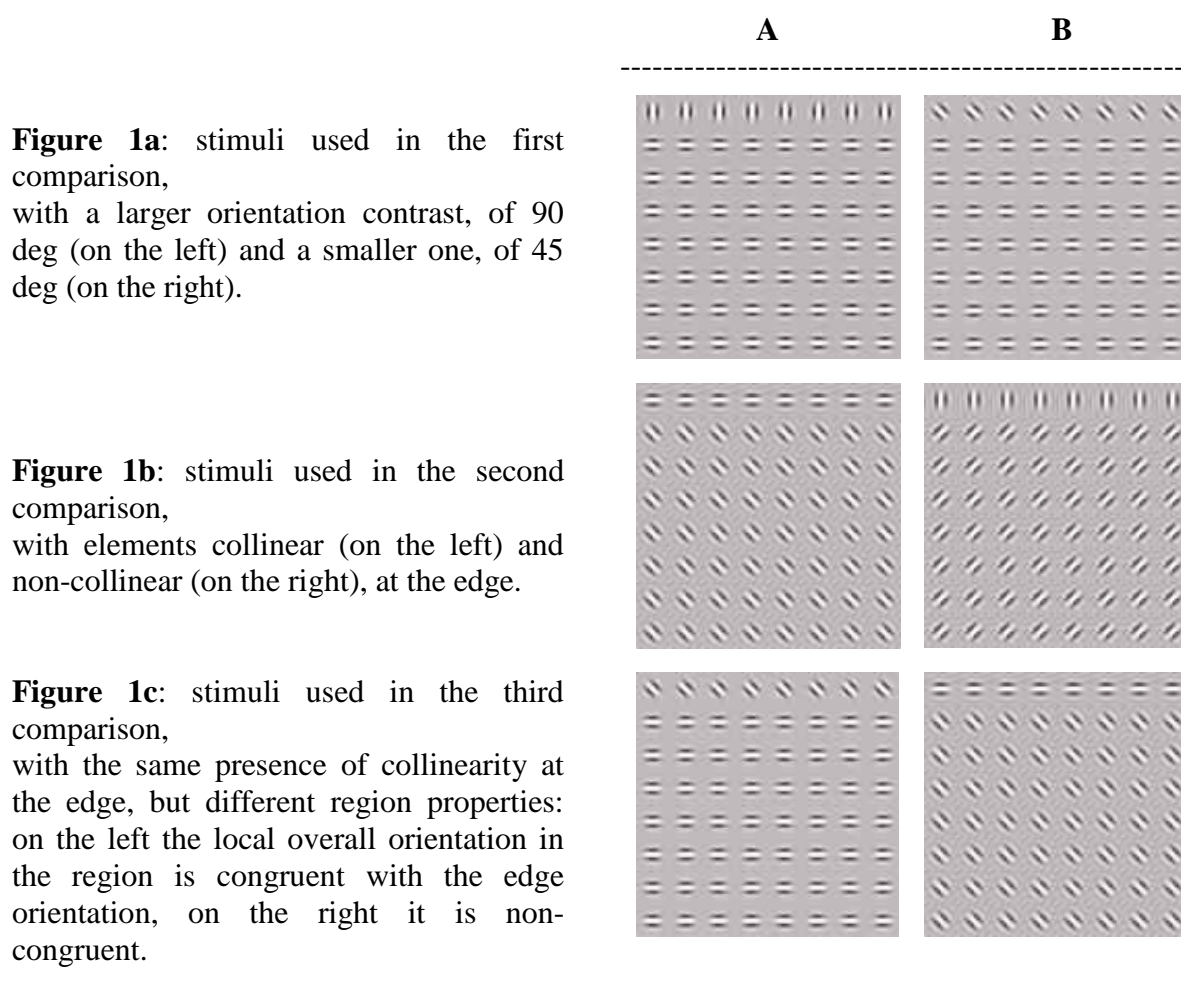 A B
--------------------------------------------------------
Figure 1a: stimuli used in the first
comparison,
with a larger orientation contrast, of 90
deg (on the left) and a smaller one, of 45
deg (on the right).
Figure 1b: stimuli used in the second
comparison,
with elements collinear (on the left) and
non-collinear (on the right), at the edge.
Figure 1c: stimuli used in the third
comparison,
with the same presence of collinearity at
the edge, but different region properties:
on the left the local overall orientation in
the region is congruent with the edge
orientation, on the right it is non-
congruent.